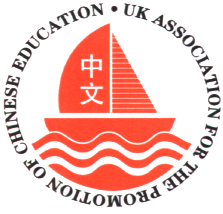 UK ASSOCIATION FOR THE PROMOTION OF CHINESE EDUCATION •
中文